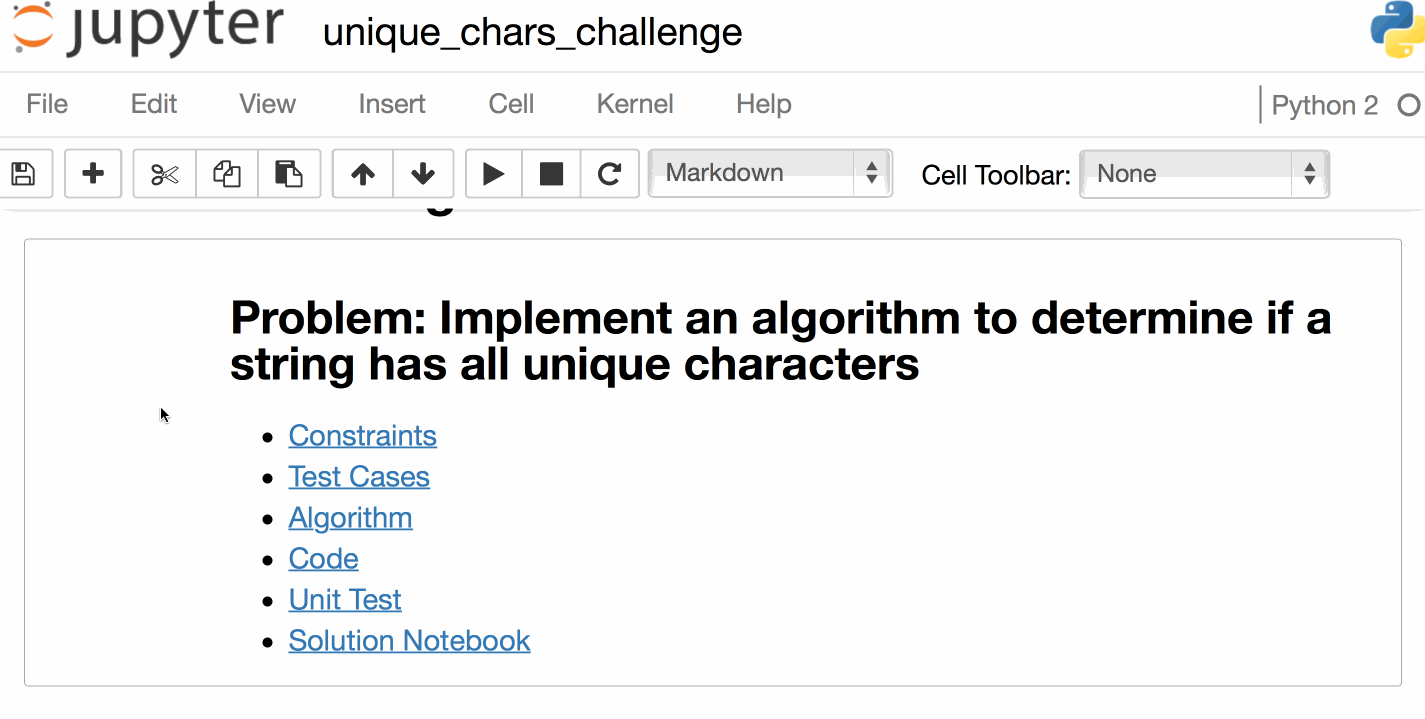 jupyter unique_chars_challenge
File Edit View Insert Cell Kernel Help Python 2
Markdown Cell Toolbar: None
Problem: Implement an algorithm to determine if a
string has all unique characters
Constraints
Test Cases
Algorithm
Code
Unit Test
Solution Notebook